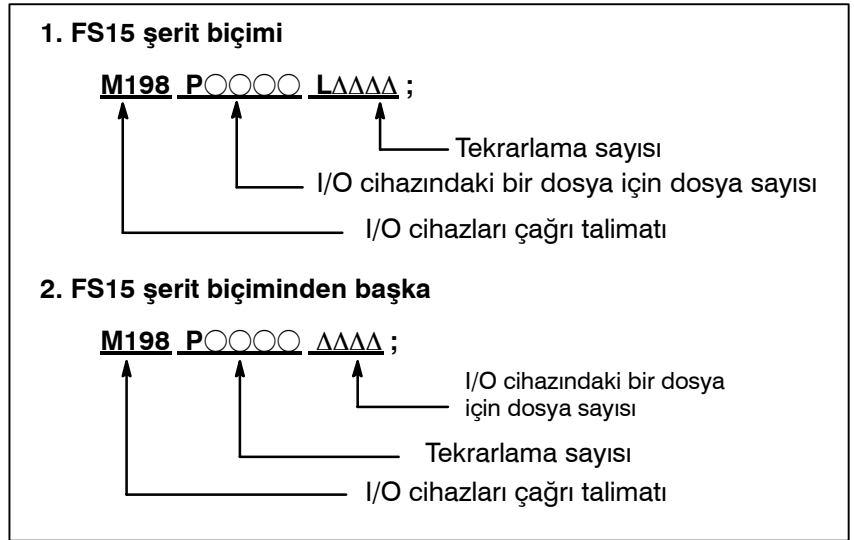 1. FS15 şerit biçimi
M198 P○○○○ L∆∆∆∆ ;
Tekrarlama sayısı
I/O cihazındaki bir dosya için dosya sayısı
I/O cihazları çağrı talimatı
2. FS15 şerit biçiminden başka
M198 P○○○○ ∆∆∆∆ ;
I/O cihazındaki bir dosya
için dosya sayısı
Tekrarlama sayısı
I/O cihazları çağrı talimatı